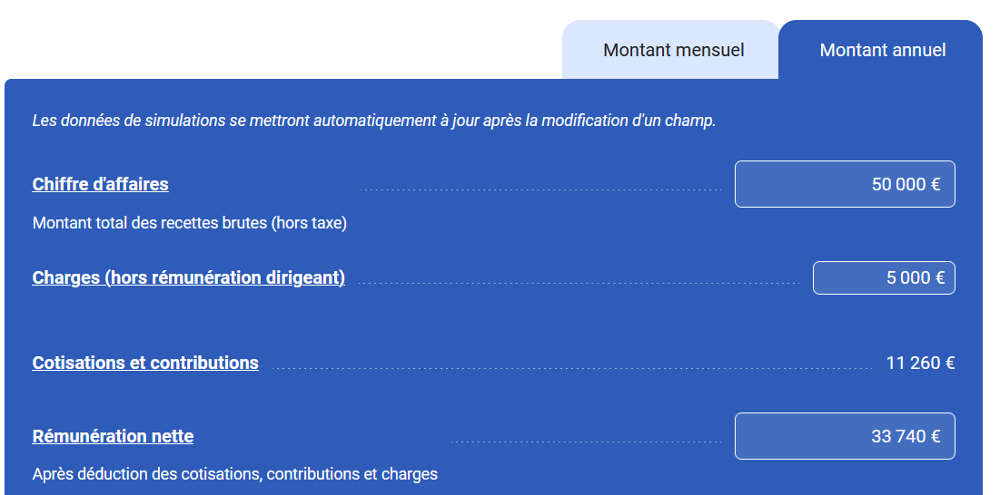 Montant mensuel
Montant annuel
Les données de simulations se mettront automatiquement à jour après la modification d'un champ.
Chiffre d'affaires
50 000 €
Montant total des recettes brutes (hors taxe)
Charges (hors rémunération dirigeant)
5 000 €
Cotisations et contributions
11 260 €
Rémunération nette
33 740 €
Après déduction des cotisations, contributions et charges